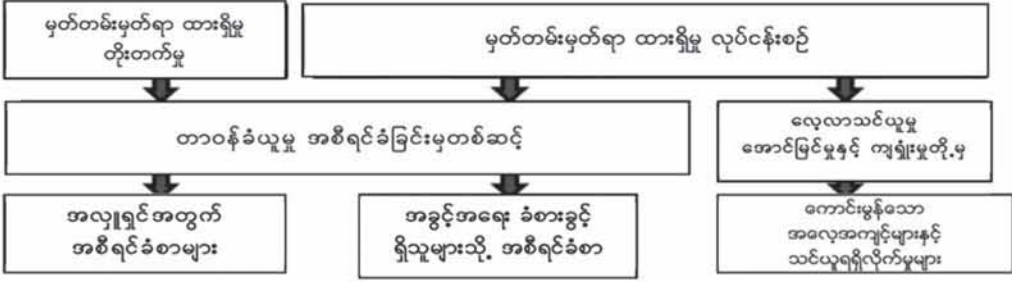 မှတ်တမ်းမှတ်ရာ ထားရှိမှု
တိုးတက်မှု
မှတ်တမ်းမှတ်ရာ ထားရှိမှု လုပ်ငန်းစဉ်
တာဝန်ခံယူမှု အစီရင်ခံခြင်းမှတစ်ဆင့်
လေ့လာသင်ယူမှု
အောင်မြင်မှုနှင့် ကျရှုံးမှုတို့မှ
အလှူရှင်အတွက်
အစီရင်ခံစာများ
အခွင့်အရေး ခံစားခွင့်
ရှိသူများသို့ အစီရင်ခံစာ
ကောင်းမွန်သော
အလေ့အကျင့်များနှင့်
သင်ယူရရှိလိုက်မှုများ